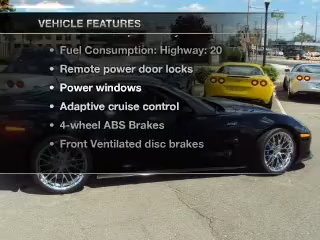 VEHICLE FEATURES
• Fuel Consumption: Highway: 20
• Remote power door locks
• Power windows
• Adaptive cruise control
• 4-wheel ABS Brakes
• Front Ventilated disc brakes